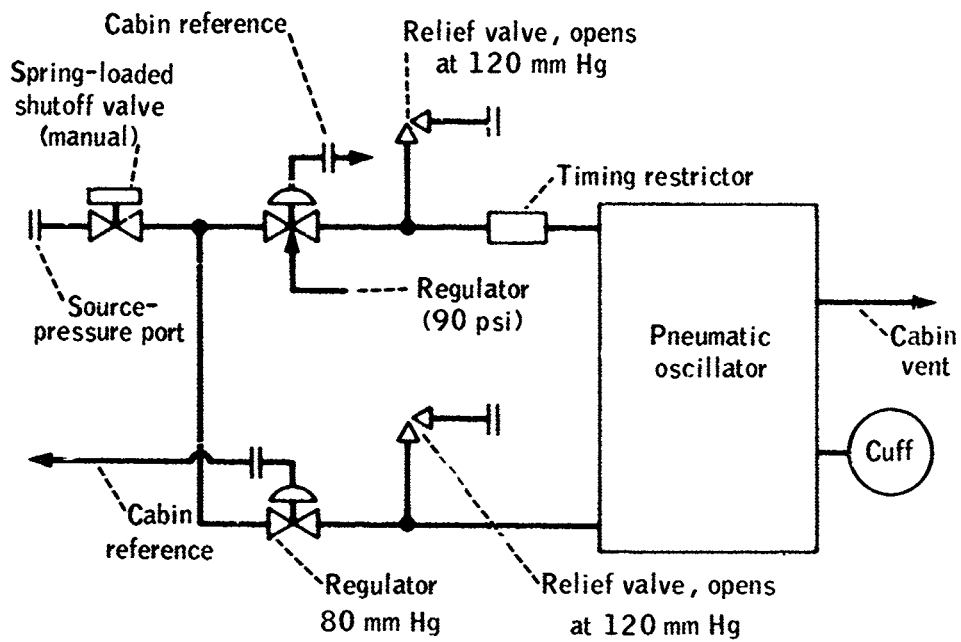 Cabin reference
Relief valve, opens
at 120 mm Hg
Spring-loaded
shutoff valve
(manual)
Timing restrictor
Source-
pressure port
Regulator
(90 psi)
Pneumatic
oscillator
Cabin
vent
Cuff
Cabin
reference
Regulator
80 mm Hg
Relief valve, opens
at 120 mm Hg